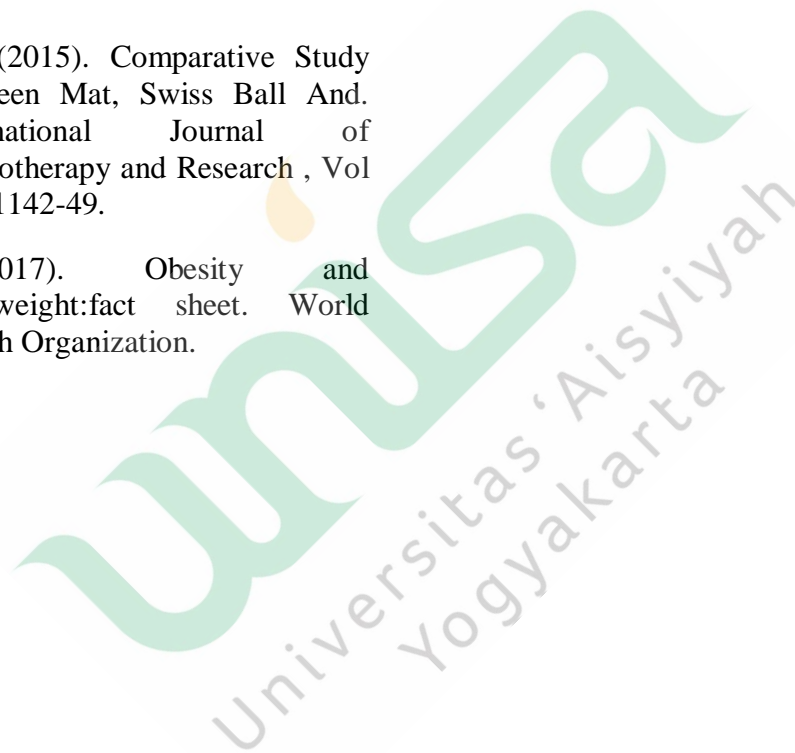 (2015). Comparative Study
een Mat, Swiss Ball And.
national Journal of
otherapy and Research , Vol
1142-49.
017). Obesity and
weight:fact sheet. World
h Organization.
unisa
Universitas 'Aisyiyah
Yogyakarta